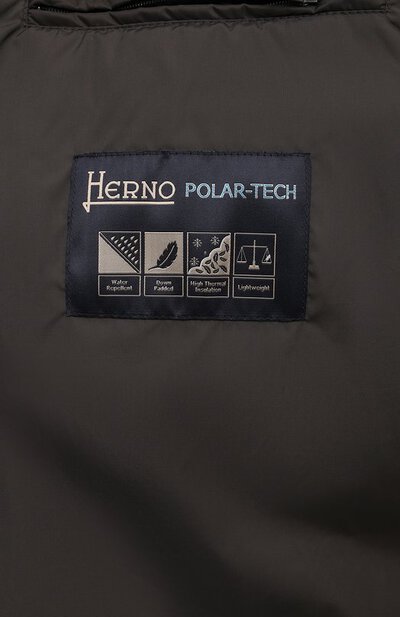 HERNO POLAR-TECH
Water
Repellent
Down
Padded
High Thermal
Insulation
Lightweight